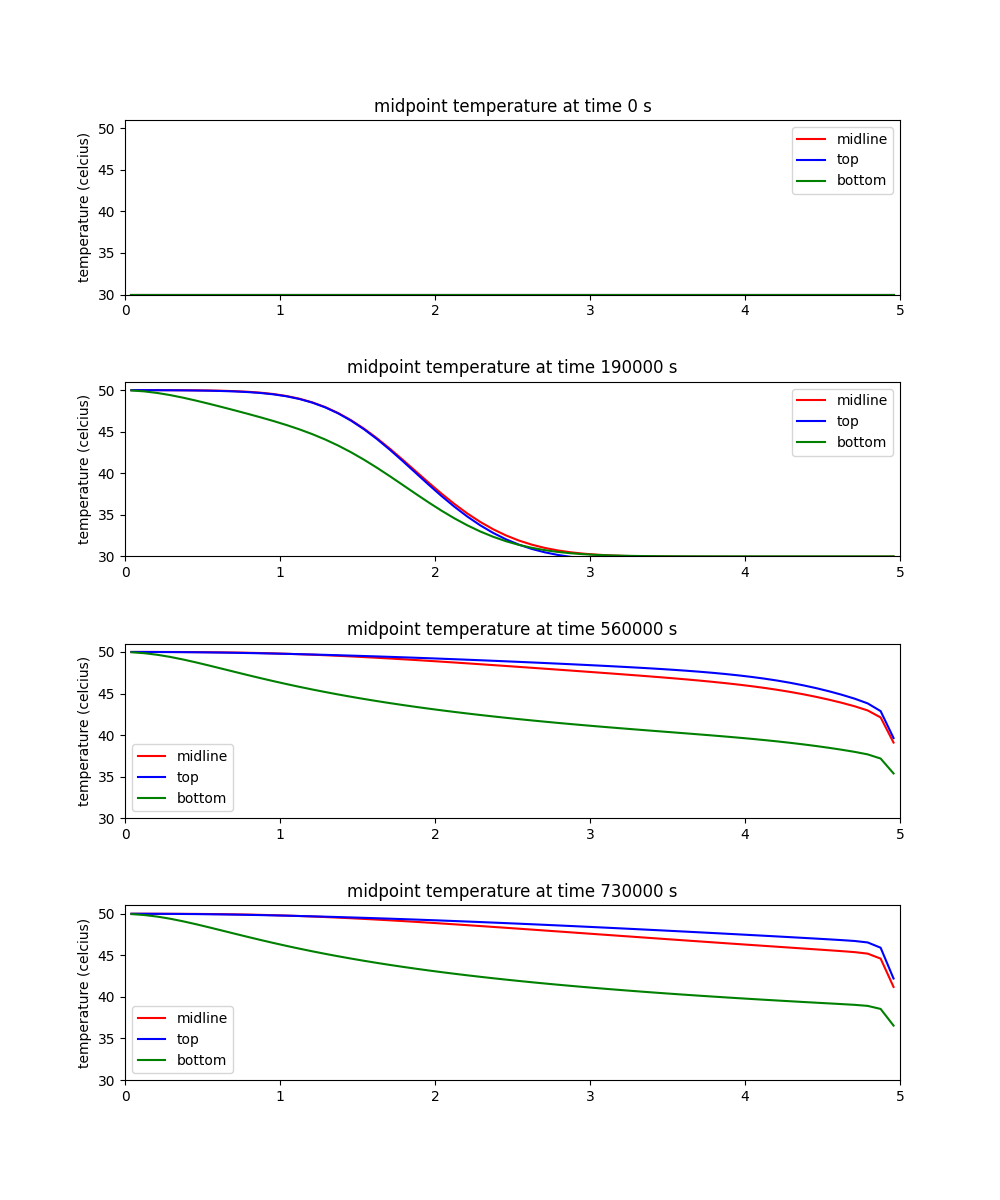 midpoint temperature at time 0 s
temperature (celcius)
50
45
40
35
30
0 1 2 3 4 5
midline
top
bottom
midpoint temperature at time 190000 s
temperature (celcius)
50
45
40
35
30
0 1 2 3 4 5
midline
top
bottom
midpoint temperature at time 560000 s
temperature (celcius)
50
45
40
35
30
0 1 2 3 4 5
midline
top
bottom
midpoint temperature at time 730000 s
temperature (celcius)
50
45
40
35
30
0 1 2 3 4 5
midline
top
bottom